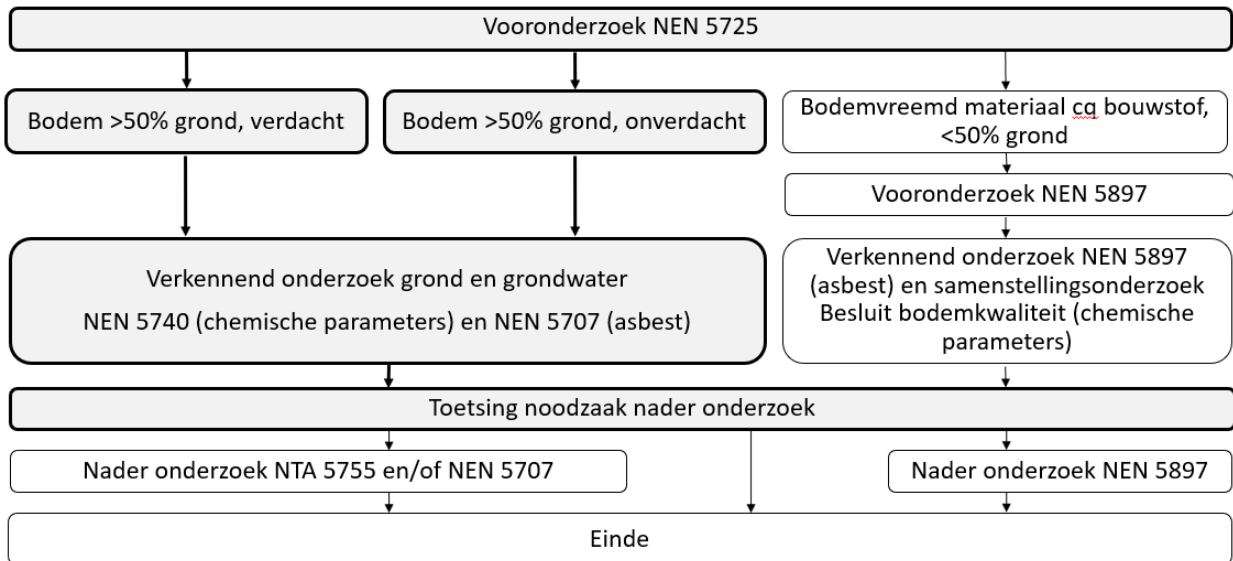 Vooronderzoek NEN 5725
Bodem >50% grond, verdacht
Bodem >50% grond, onverdacht
Bodemvreemd materiaal cq bouwstof,
<50% grond
Vooronderzoek NEN 5897
Verkennend onderzoek grond en grondwater
NEN 5740 (chemische parameters) en NEN 5707 (asbest)
Verkennend onderzoek NEN 5897
(asbest) en samenstellingsonderzoek
Besluit bodemkwaliteit (chemische
parameters)
Toetsing noodzaak nader onderzoek
Nader onderzoek NTA 5755 en/of NEN 5707
Nader onderzoek NEN 5897
Einde